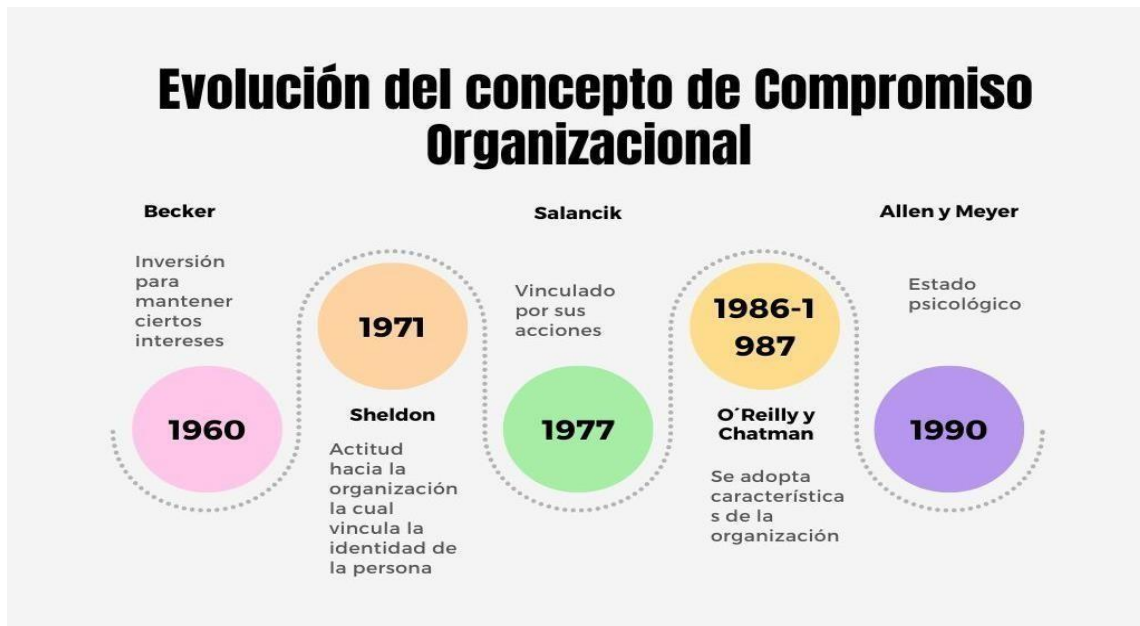 Evolución del concepto de Compromiso
Organizacional
Becker
Inversión
para
mantener
ciertos
intereses
1960
1971
Sheldon
Actitud
hacia la
organización
la cual
vincula la
identidad de
la persona
Salancik
Vinculado
por sus
acciones
1977
1986-1
987
O´Reilly y
Chatman
Se adopta
característica
s de la
organización
Allen y Meyer
Estado
psicológico
1990